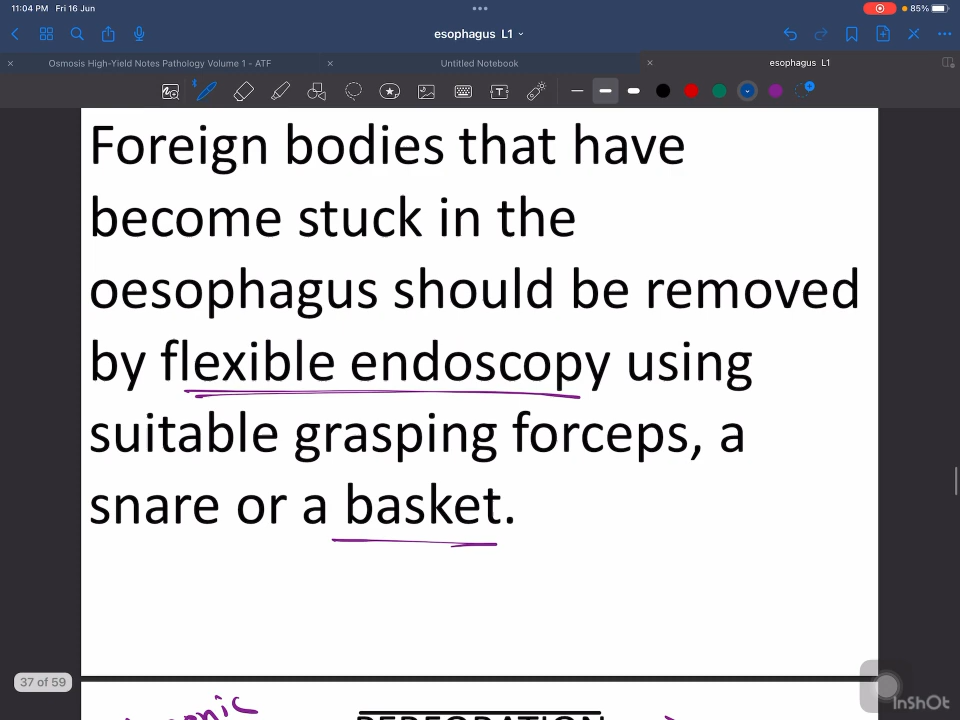 11:04 PM Fri 16 Jun
85%
esophagus L1
Osmosis High-Yield Notes Pathology Volume 1 - ATF
Untitled Notebook
esophagus L1
Foreign bodies that have
become stuck in the
oesophagus should be removed
by flexible endoscopy using
suitable grasping forceps, a
snare or a basket.
37 of 59
PERFORATION
InShOt